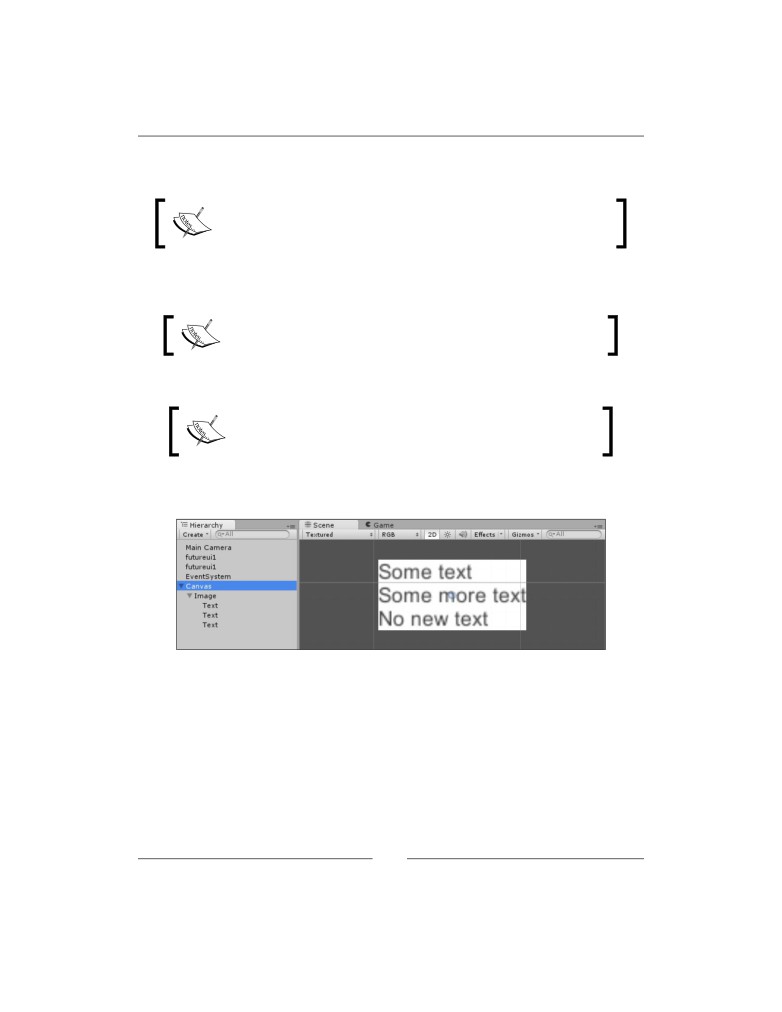 Hierarchy
Create
All
Main Camera
futureui1
futureui1
EventSystem
Canvas
Image
Text
Text
Text
Scene
Game
Textured
RGB
2D
Effects
Gizmos
All
Some text
Some more text
No new text